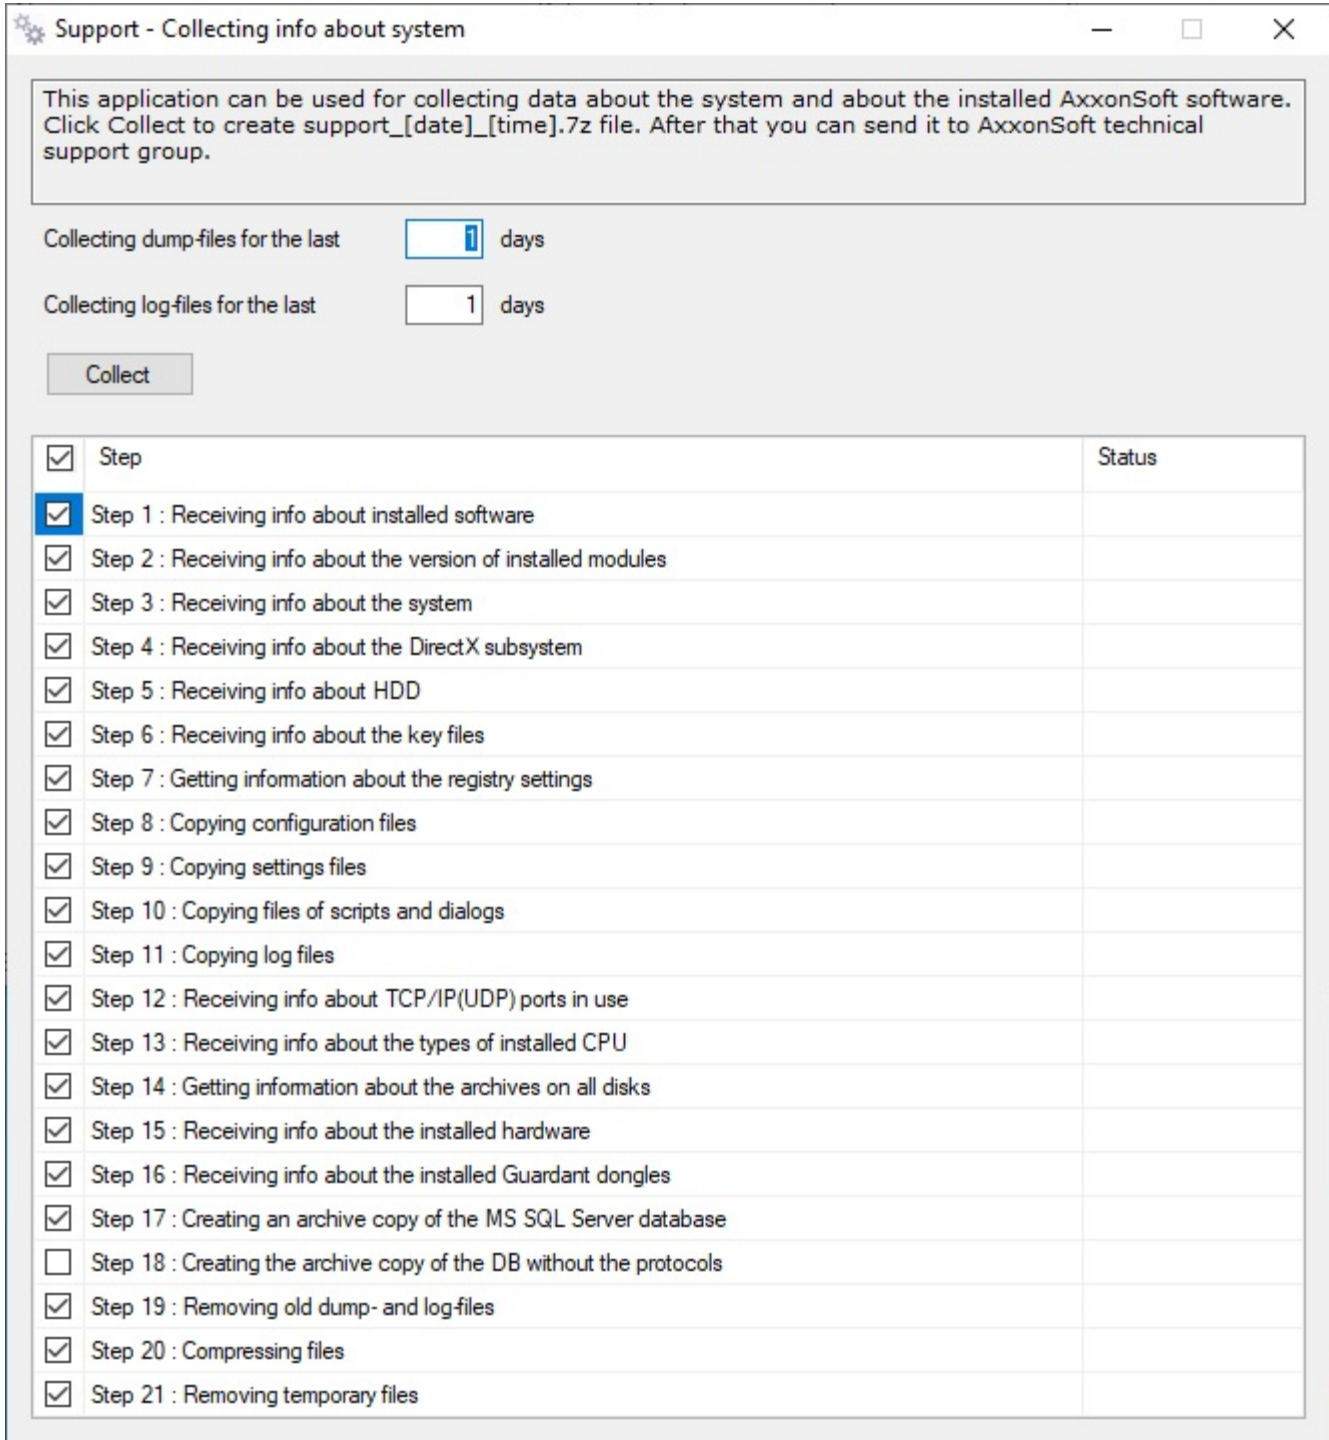 Support - Collecting info about system
This application can be used for collecting data about the system and about the installed AxxonSoft software.
Click Collect to create support_[date]_[time].7z file. After that you can send it to AxxonSoft technical
support group.
Collecting dump-files for the last 1 days
Collecting log-files for the last 1 days
Collect
Step Status
Step 1 : Receiving info about installed software
Step 2 : Receiving info about the version of installed modules
Step 3 : Receiving info about the system
Step 4 : Receiving info about the DirectX subsystem
Step 5 : Receiving info about HDD
Step 6 : Receiving info about the key files
Step 7 : Getting information about the registry settings
Step 8 : Copying configuration files
Step 9 : Copying settings files
Step 10 : Copying files of scripts and dialogs
Step 11 : Copying log files
Step 12 : Receiving info about TCP/IP(UDP) ports in use
Step 13 : Receiving info about the types of installed CPU
Step 14 : Getting information about the archives on all disks
Step 15 : Receiving info about the installed hardware
Step 16 : Receiving info about the installed Guardant dongles
Step 17 : Creating an archive copy of the MS SQL Server database
Step 18 : Creating the archive copy of the DB without the protocols
Step 19 : Removing old dump- and log-files
Step 20 : Compressing files
Step 21 : Removing temporary files